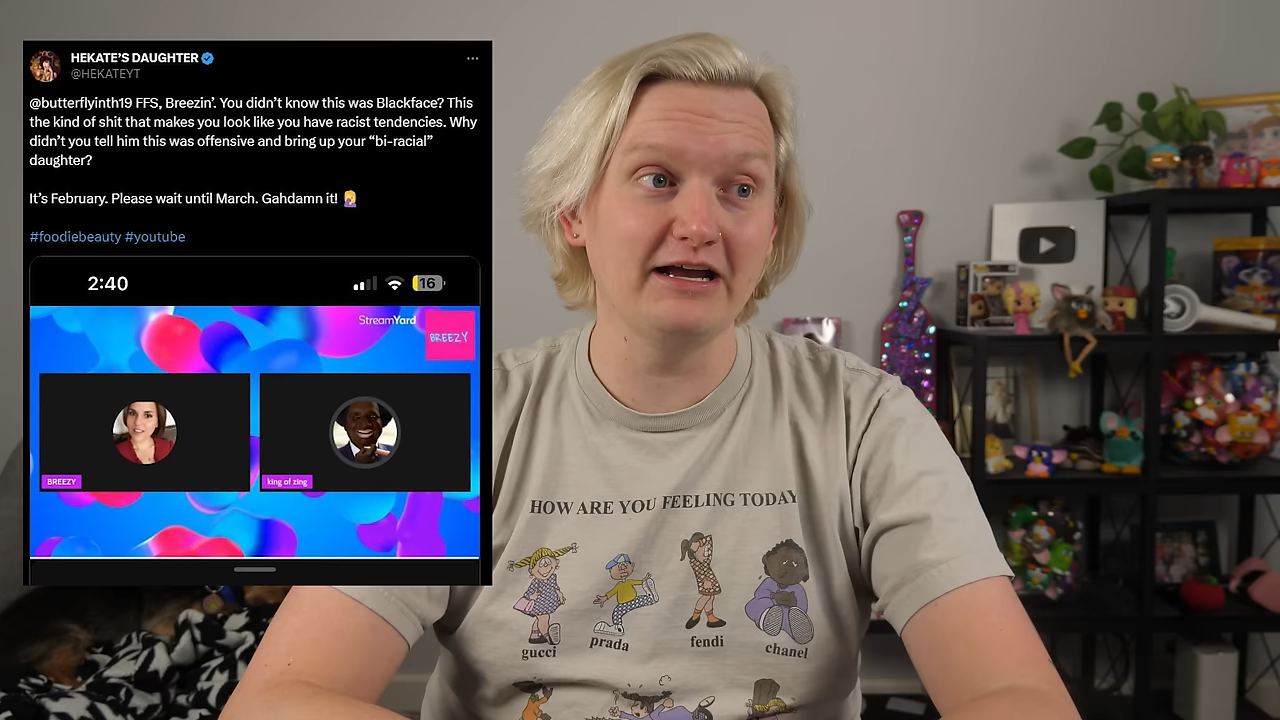 HEKATE'S DAUGHTER
@HEKATEYT
@butterflyinth19 FFS, Breezin'. You didn't know this was Blackface? This
the kind of shit that makes you look like you have racist tendencies. Why
didn't you tell him this was offensive and bring up your “bi-racial”
daughter?
It's February. Please wait until March. Gahdamn it!
#foodiebeauty #youtube
2:40
16
StreamYard
BREEZY
BREEZY
king of zing
HOW ARE YOU FEELING TODAY
gucci
prada
fendi
chanel